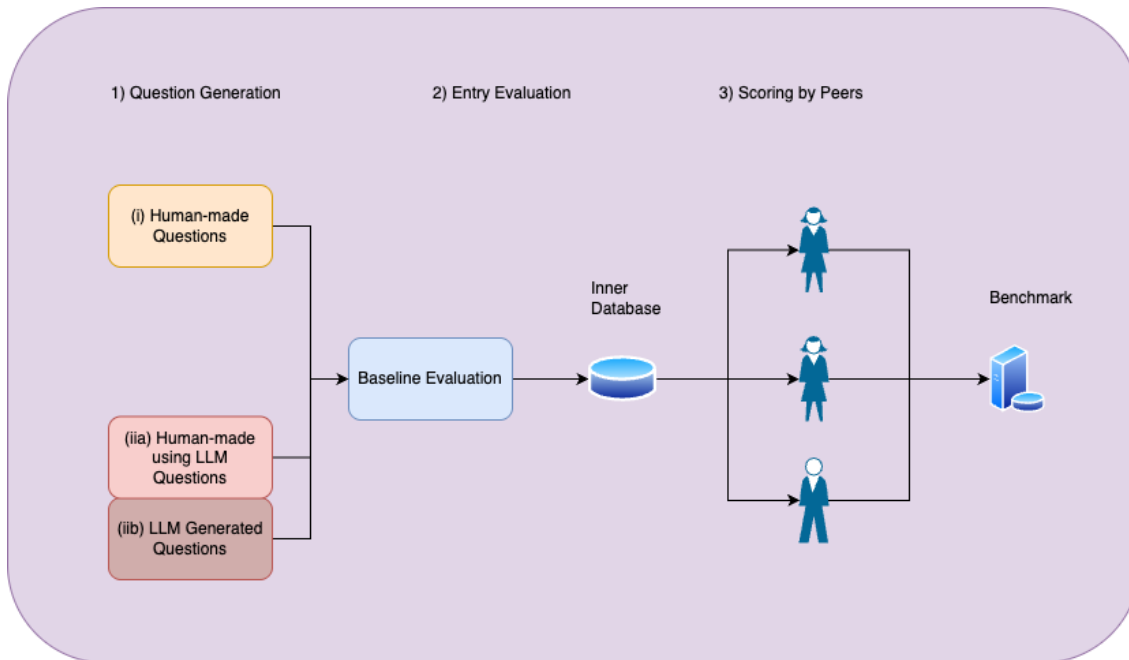 1) Question Generation
2) Entry Evaluation
3) Scoring by Peers
(i) Human-made
Questions
Inner
Database
Benchmark
Baseline Evaluation
(iia) Human-made
using LLM
Questions
(iib) LLM Generated
Questions